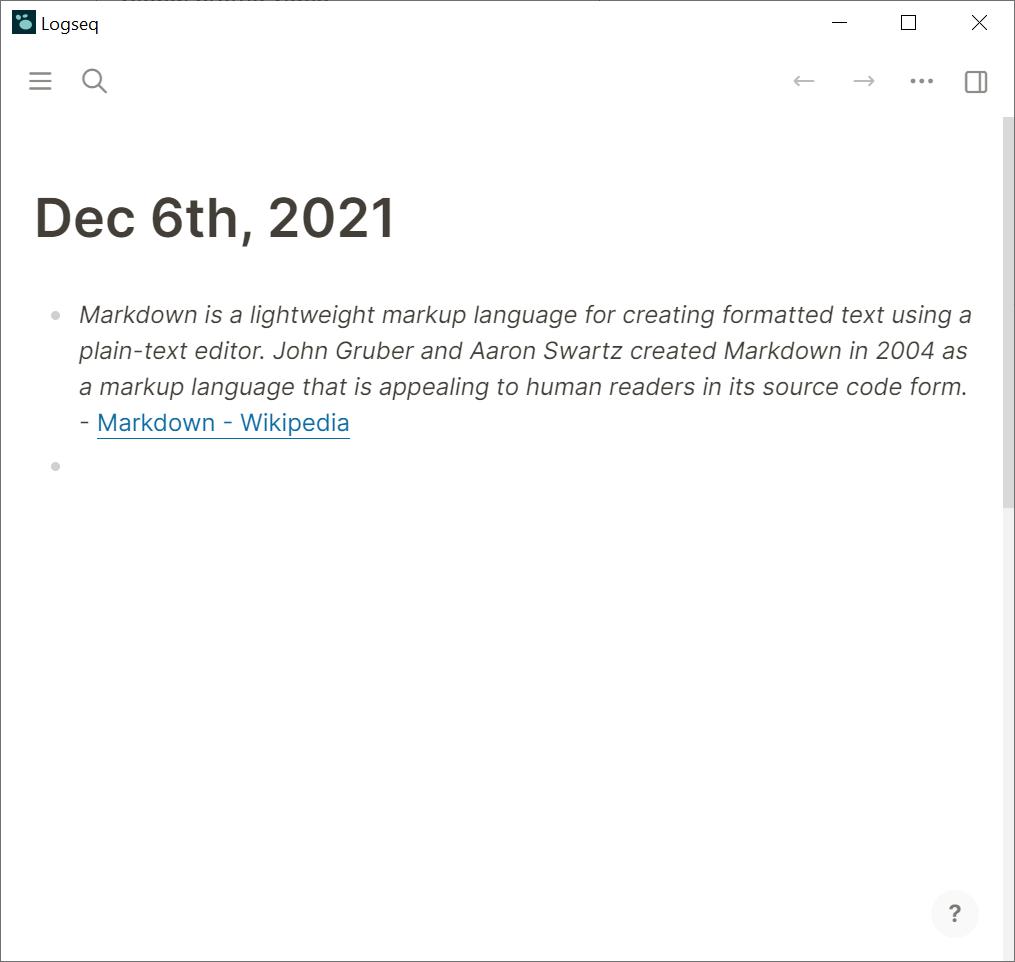 Logseq
Dec 6th, 2021
Markdown is a lightweight markup language for creating formatted text using a
plain-text editor. John Gruber and Aaron Swartz created Markdown in 2004 as
a markup language that is appealing to human readers in its source code form.
- Markdown - Wikipedia
?